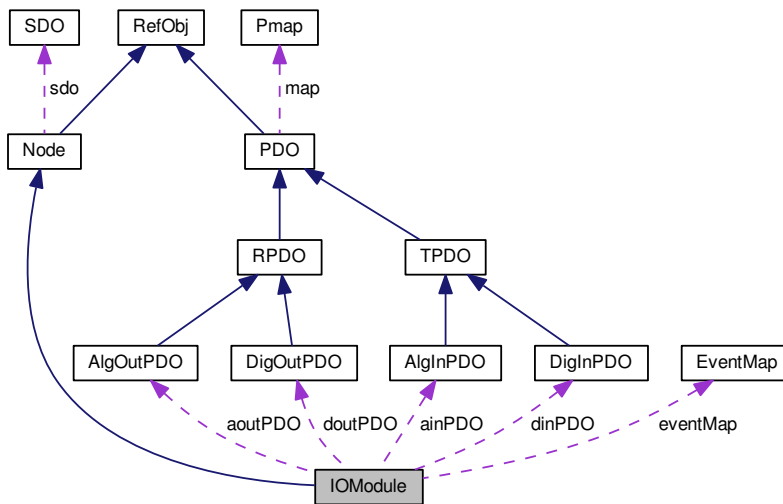 SDO RefObj Pmap
sdo map
Node PDO
RPDO TPDO
AlgOutPDO DigOutPDO AlgInPDO DigInPDO EventMap
aoutPDO doutPDO ainPDO dinPDO eventMap
IOModule